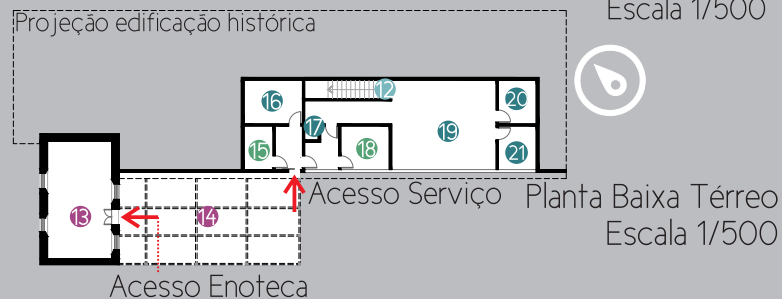 Escala 1/500
Projeção edificação histórica
12
16
20
17
19
15
18
21
Acesso Serviço
Planta Baixa Térreo
13
14
Escala 1/500
Acesso Enoteca